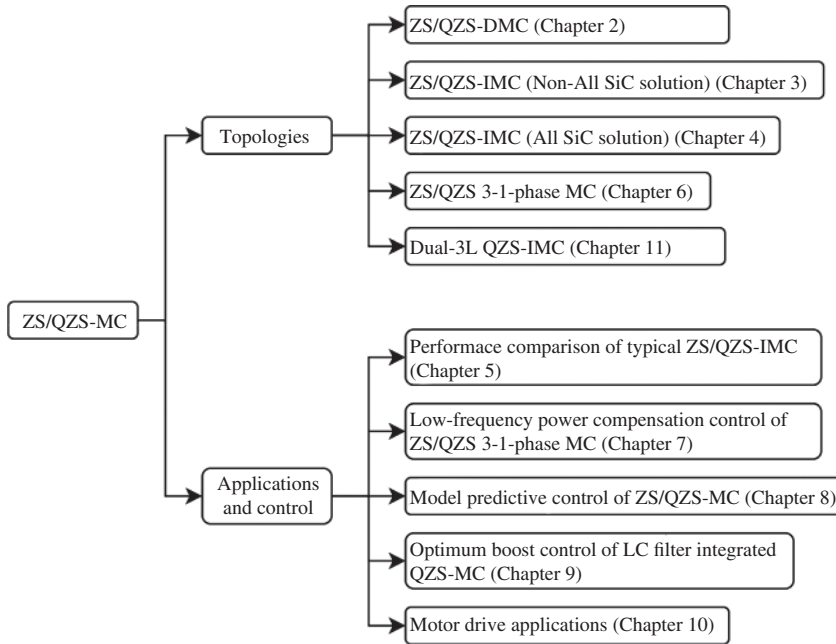 ZS/QZS-MC
Topologies
ZS/QZS-DMC (Chapter 2)
ZS/QZS-IMC (Non-All SiC solution) (Chapter 3)
ZS/QZS-IMC (All SiC solution) (Chapter 4)
ZS/QZS 3-1-phase MC (Chapter 6)
Dual-3L QZS-IMC (Chapter 11)
Applications
and control
Performace comparison of typical ZS/QZS-IMC
(Chapter 5)
Low-frequency power compensation control of
ZS/QZS 3-1-phase MC (Chapter 7)
Model predictive control of ZS/QZS-MC (Chapter 8)
Optimum boost control of LC filter integrated
QZS-MC (Chapter 9)
Motor drive applications (Chapter 10)